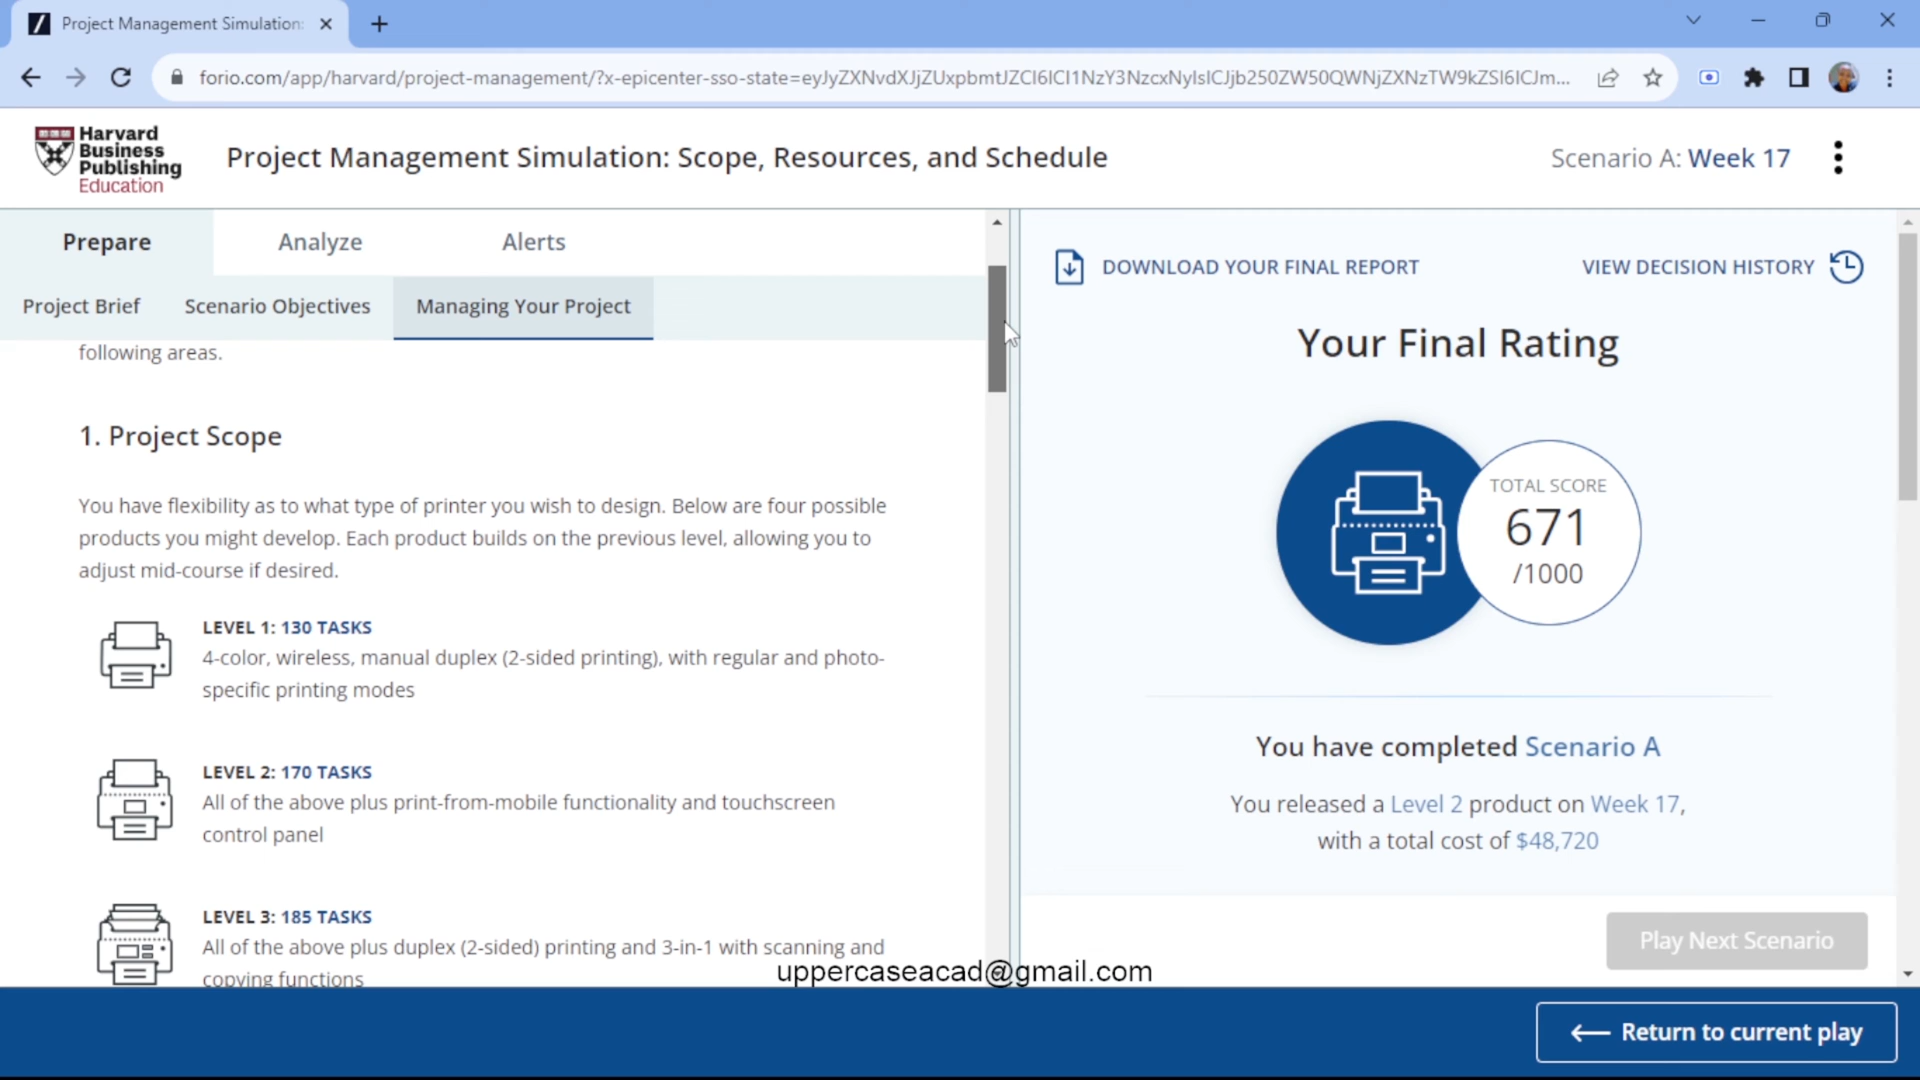 Project Management Simulation:
forio.com/app/harvard/project-management/?x-epicenter-sso-state=eyJyZXNvdXJjZUxpbmtJZCI6ICI1NzY3NzcxNyIsICJjb250ZW50QWNjZXNzTW9kZSI6ICJm...
Harvard
Business
Publishing
Education
Project Management Simulation: Scope, Resources, and Schedule
Scenario A: Week 17
Prepare
Analyze
Alerts
Project Brief
Scenario Objectives
Managing Your Project
following areas.
1. Project Scope
You have flexibility as to what type of printer you wish to design. Below are four possible
products you might develop. Each product builds on the previous level, allowing you to
adjust mid-course if desired.
LEVEL 1: 130 TASKS
4-color, wireless, manual duplex (2-sided printing), with regular and photo-
specific printing modes
LEVEL 2: 170 TASKS
All of the above plus print-from-mobile functionality and touchscreen
control panel
LEVEL 3: 185 TASKS
All of the above plus duplex (2-sided) printing and 3-in-1 with scanning and
copying functions
DOWNLOAD YOUR FINAL REPORT
VIEW DECISION HISTORY
Your Final Rating
TOTAL SCORE
671
/1000
You have completed Scenario A
You released a Level 2 product on Week 17,
with a total cost of $48,720
Play Next Scenario
uppercaseacad@gmail.com
Return to current play